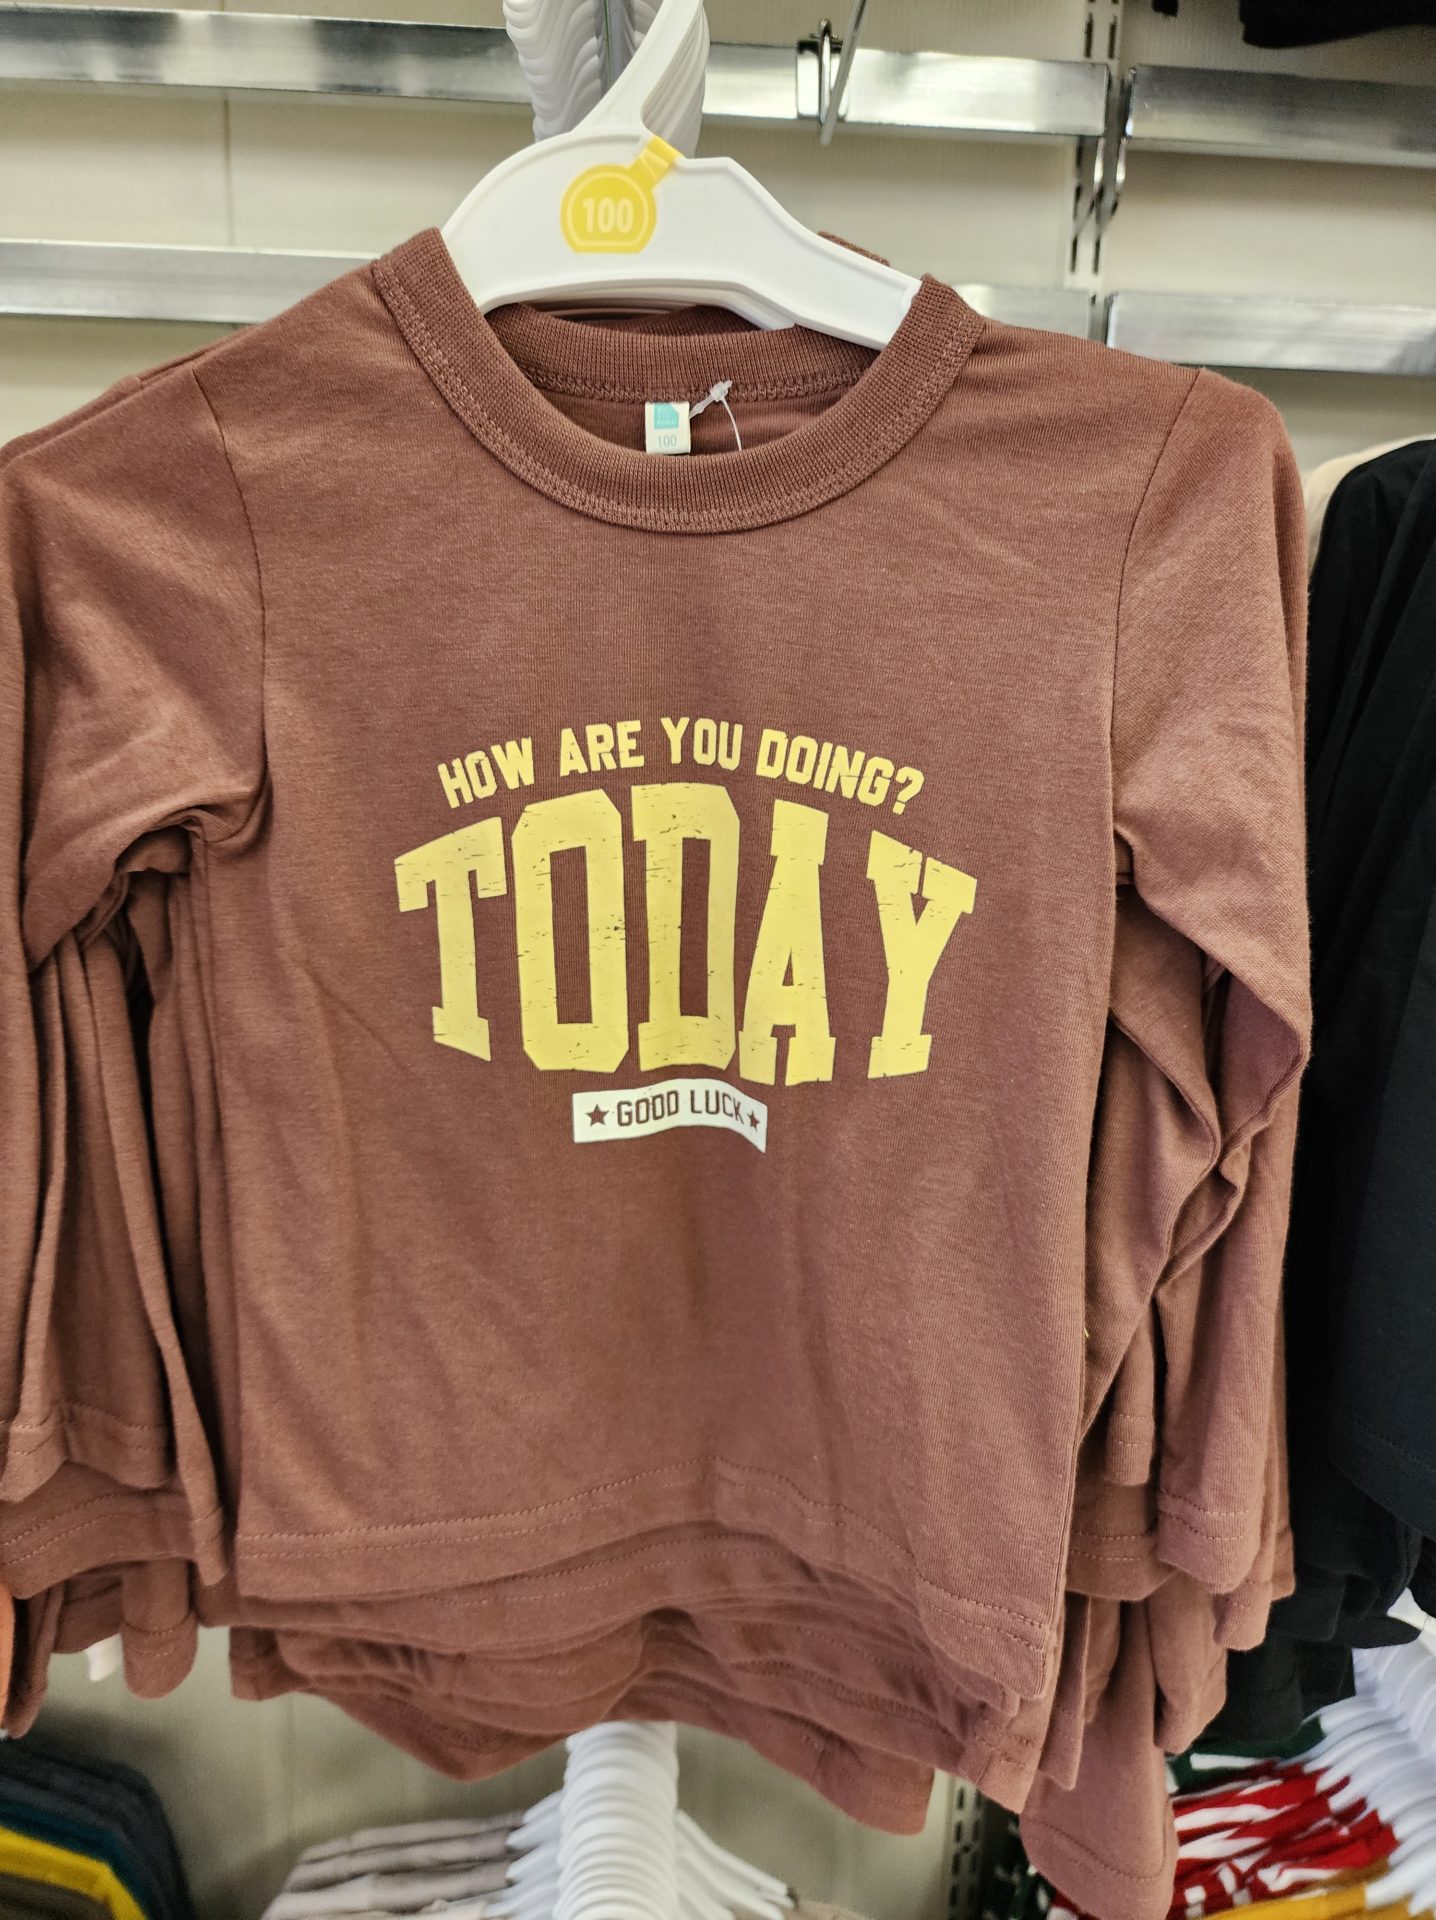 100
100
HOW ARE YOU DOING?
TODAY
★ GOOD LUCK ★